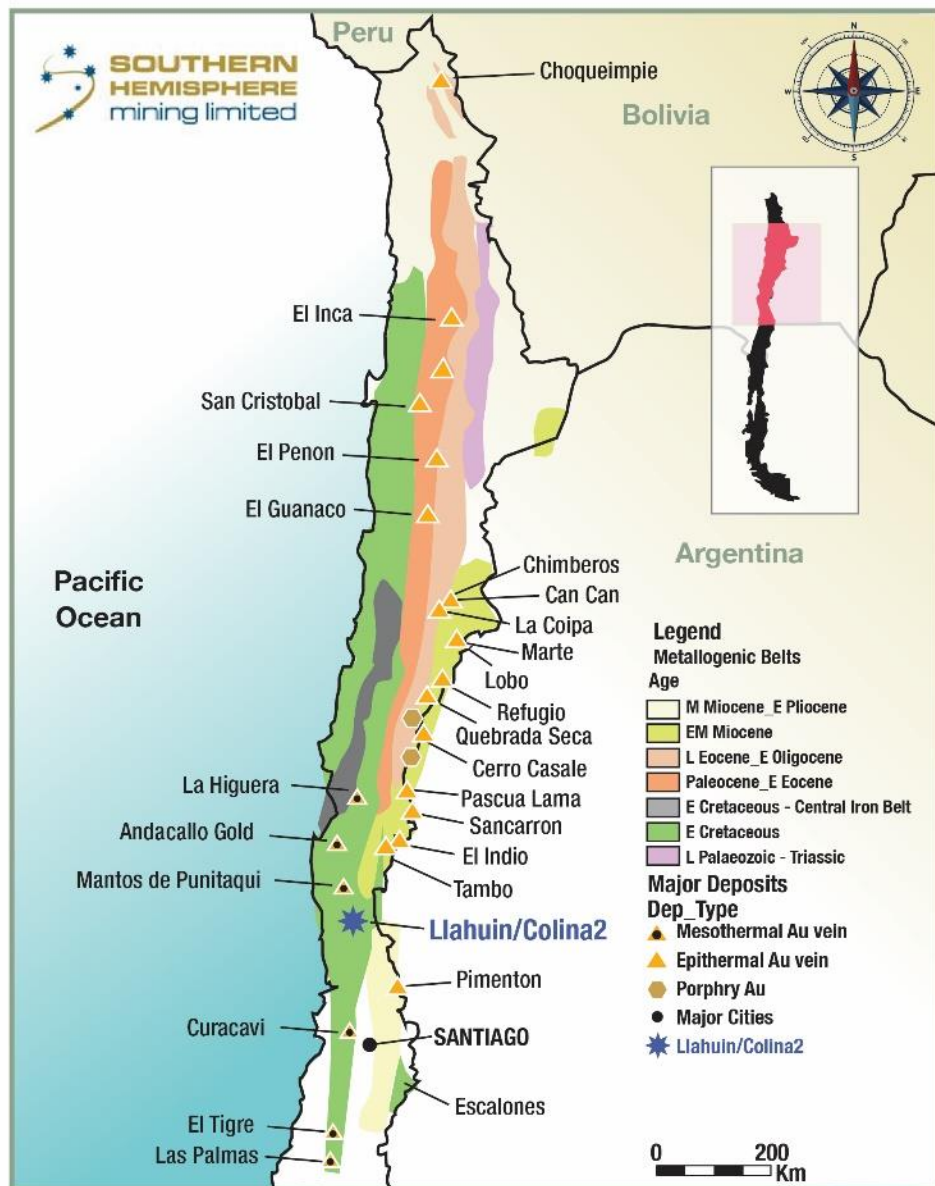 SOUTHERN
HEMISPHERE
mining limited
Peru
Choqueimpie
Bolivia
N
W
E
S
El Inca
San Cristobal
El Penon
El Guanaco
Argentina
Pacific
Ocean
Chimberos
Can Can
La Coipa
Marte
Lobo
Refugio
Quebrada Seca
Cerro Casale
La Higuera
Pascua Lama
Andacallo Gold
Sancarron
El Indio
Mantos de Punitaqui
Tambo
Llahuin/Colina2
Pimenton
Curacavi
SANTIAGO
Escalones
El Tigre
Las Palmas
Legend
Metallogenic Belts
Age
M Miocene_E Pliocene
EM Miocene
L Eocene_E Oligocene
Paleocene_E Eocene
E Cretaceous - Central Iron Belt
E Cretaceous
L Palaeozoic - Triassic
Major Deposits
Dep_Type
Mesothermal Au vein
Epithermal Au vein
Porphry Au
Major Cities
Llahuin/Colina2
0 200
Km